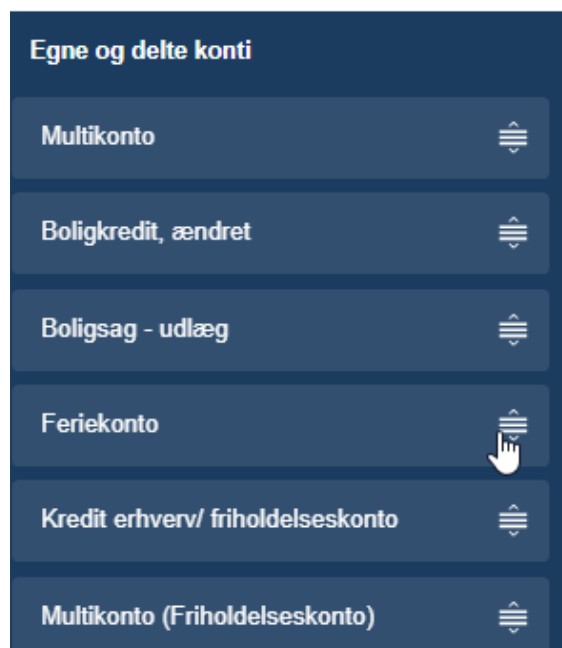 Egne og delte konti
Multikonto
Boligkredit, ændret
Boligsag - udlæg
Feriekonto
Kredit erhverv/ friholdelseskonto
Multikonto (Friholdelseskonto)